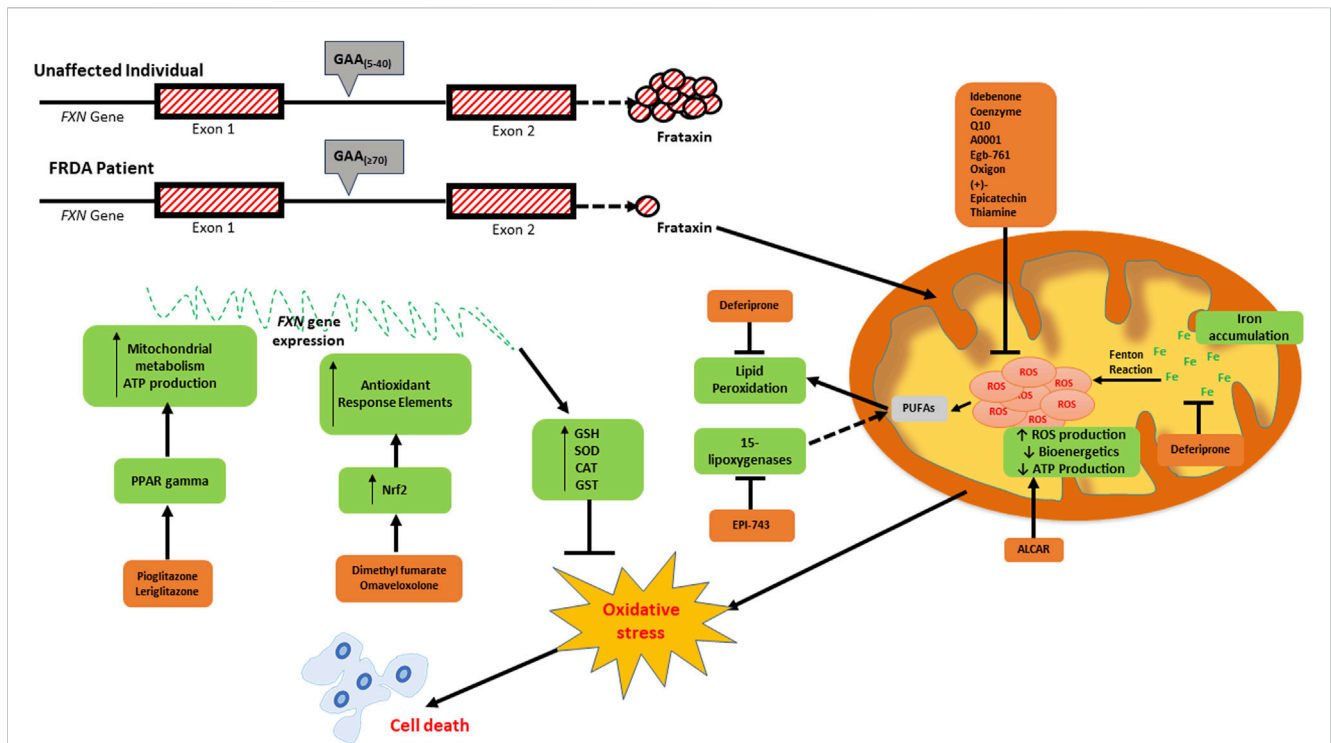 Unaffected Individual
GAA(5-40)
FXN Gene
Exon 1
Exon 2
Frataxin
FRDA Patient
GAA(≥70)
FXN Gene
Exon 1
Exon 2
Frataxin
Idebenone
Coenzyme
Q10
A0001
Egb-761
Oxigon
(+)-
Epicatechin
Thiamine
FXN gene
expression
Mitochondrial
metabolism
ATP production
PPAR gamma
Pioglitazone
Leriglitazone
Antioxidant
Response Elements
Nrf2
Dimethyl fumarate
Omaveloxolone
GSH
SOD
CAT
GST
Deferiprone
Lipid
Peroxidation
15-
lipoxygenases
EPI-743
PUFAs
ROS
ROS
ROS
ROS
ROS
ROS
ROS
Fenton
Reaction
Iron
accumulation
Fe
Fe
Fe
Fe
Fe
Fe
Fe
Deferiprone
↑ ROS production
↓ Bioenergetics
↓ ATP Production
ALCAR
Oxidative
stress
Cell death